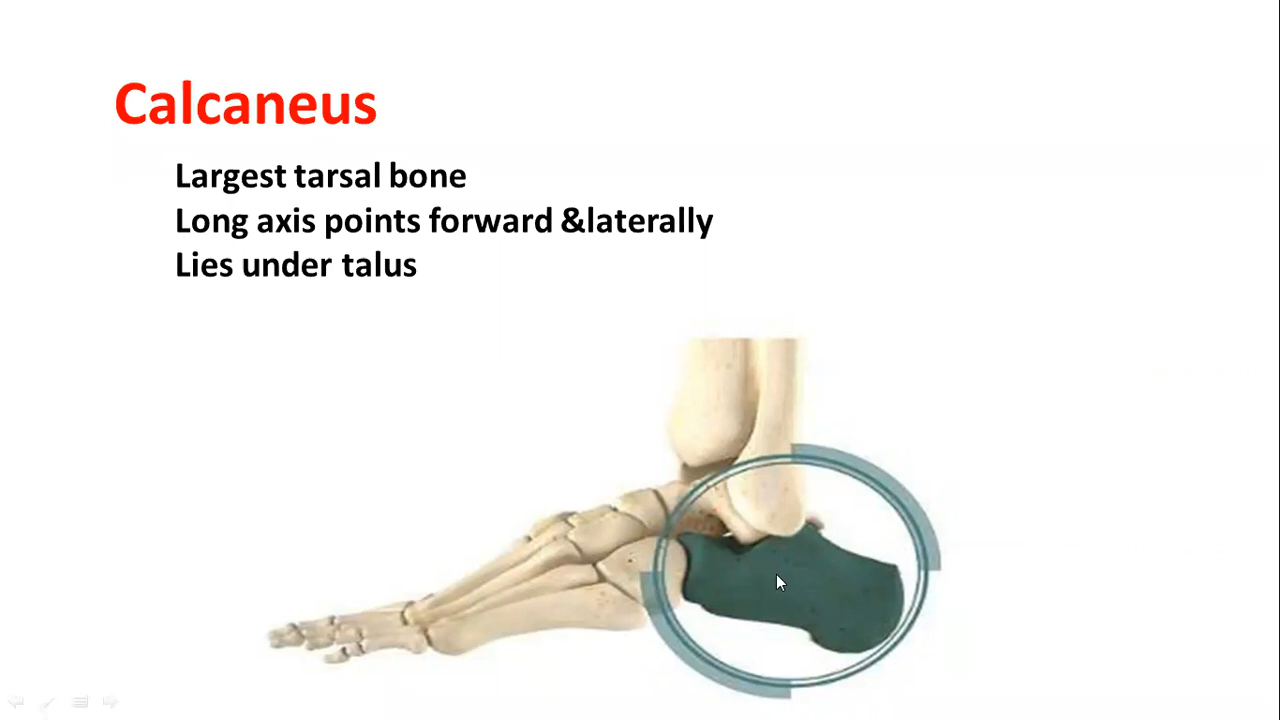 Calcaneus
Largest tarsal bone
Long axis points forward &laterally
Lies under talus